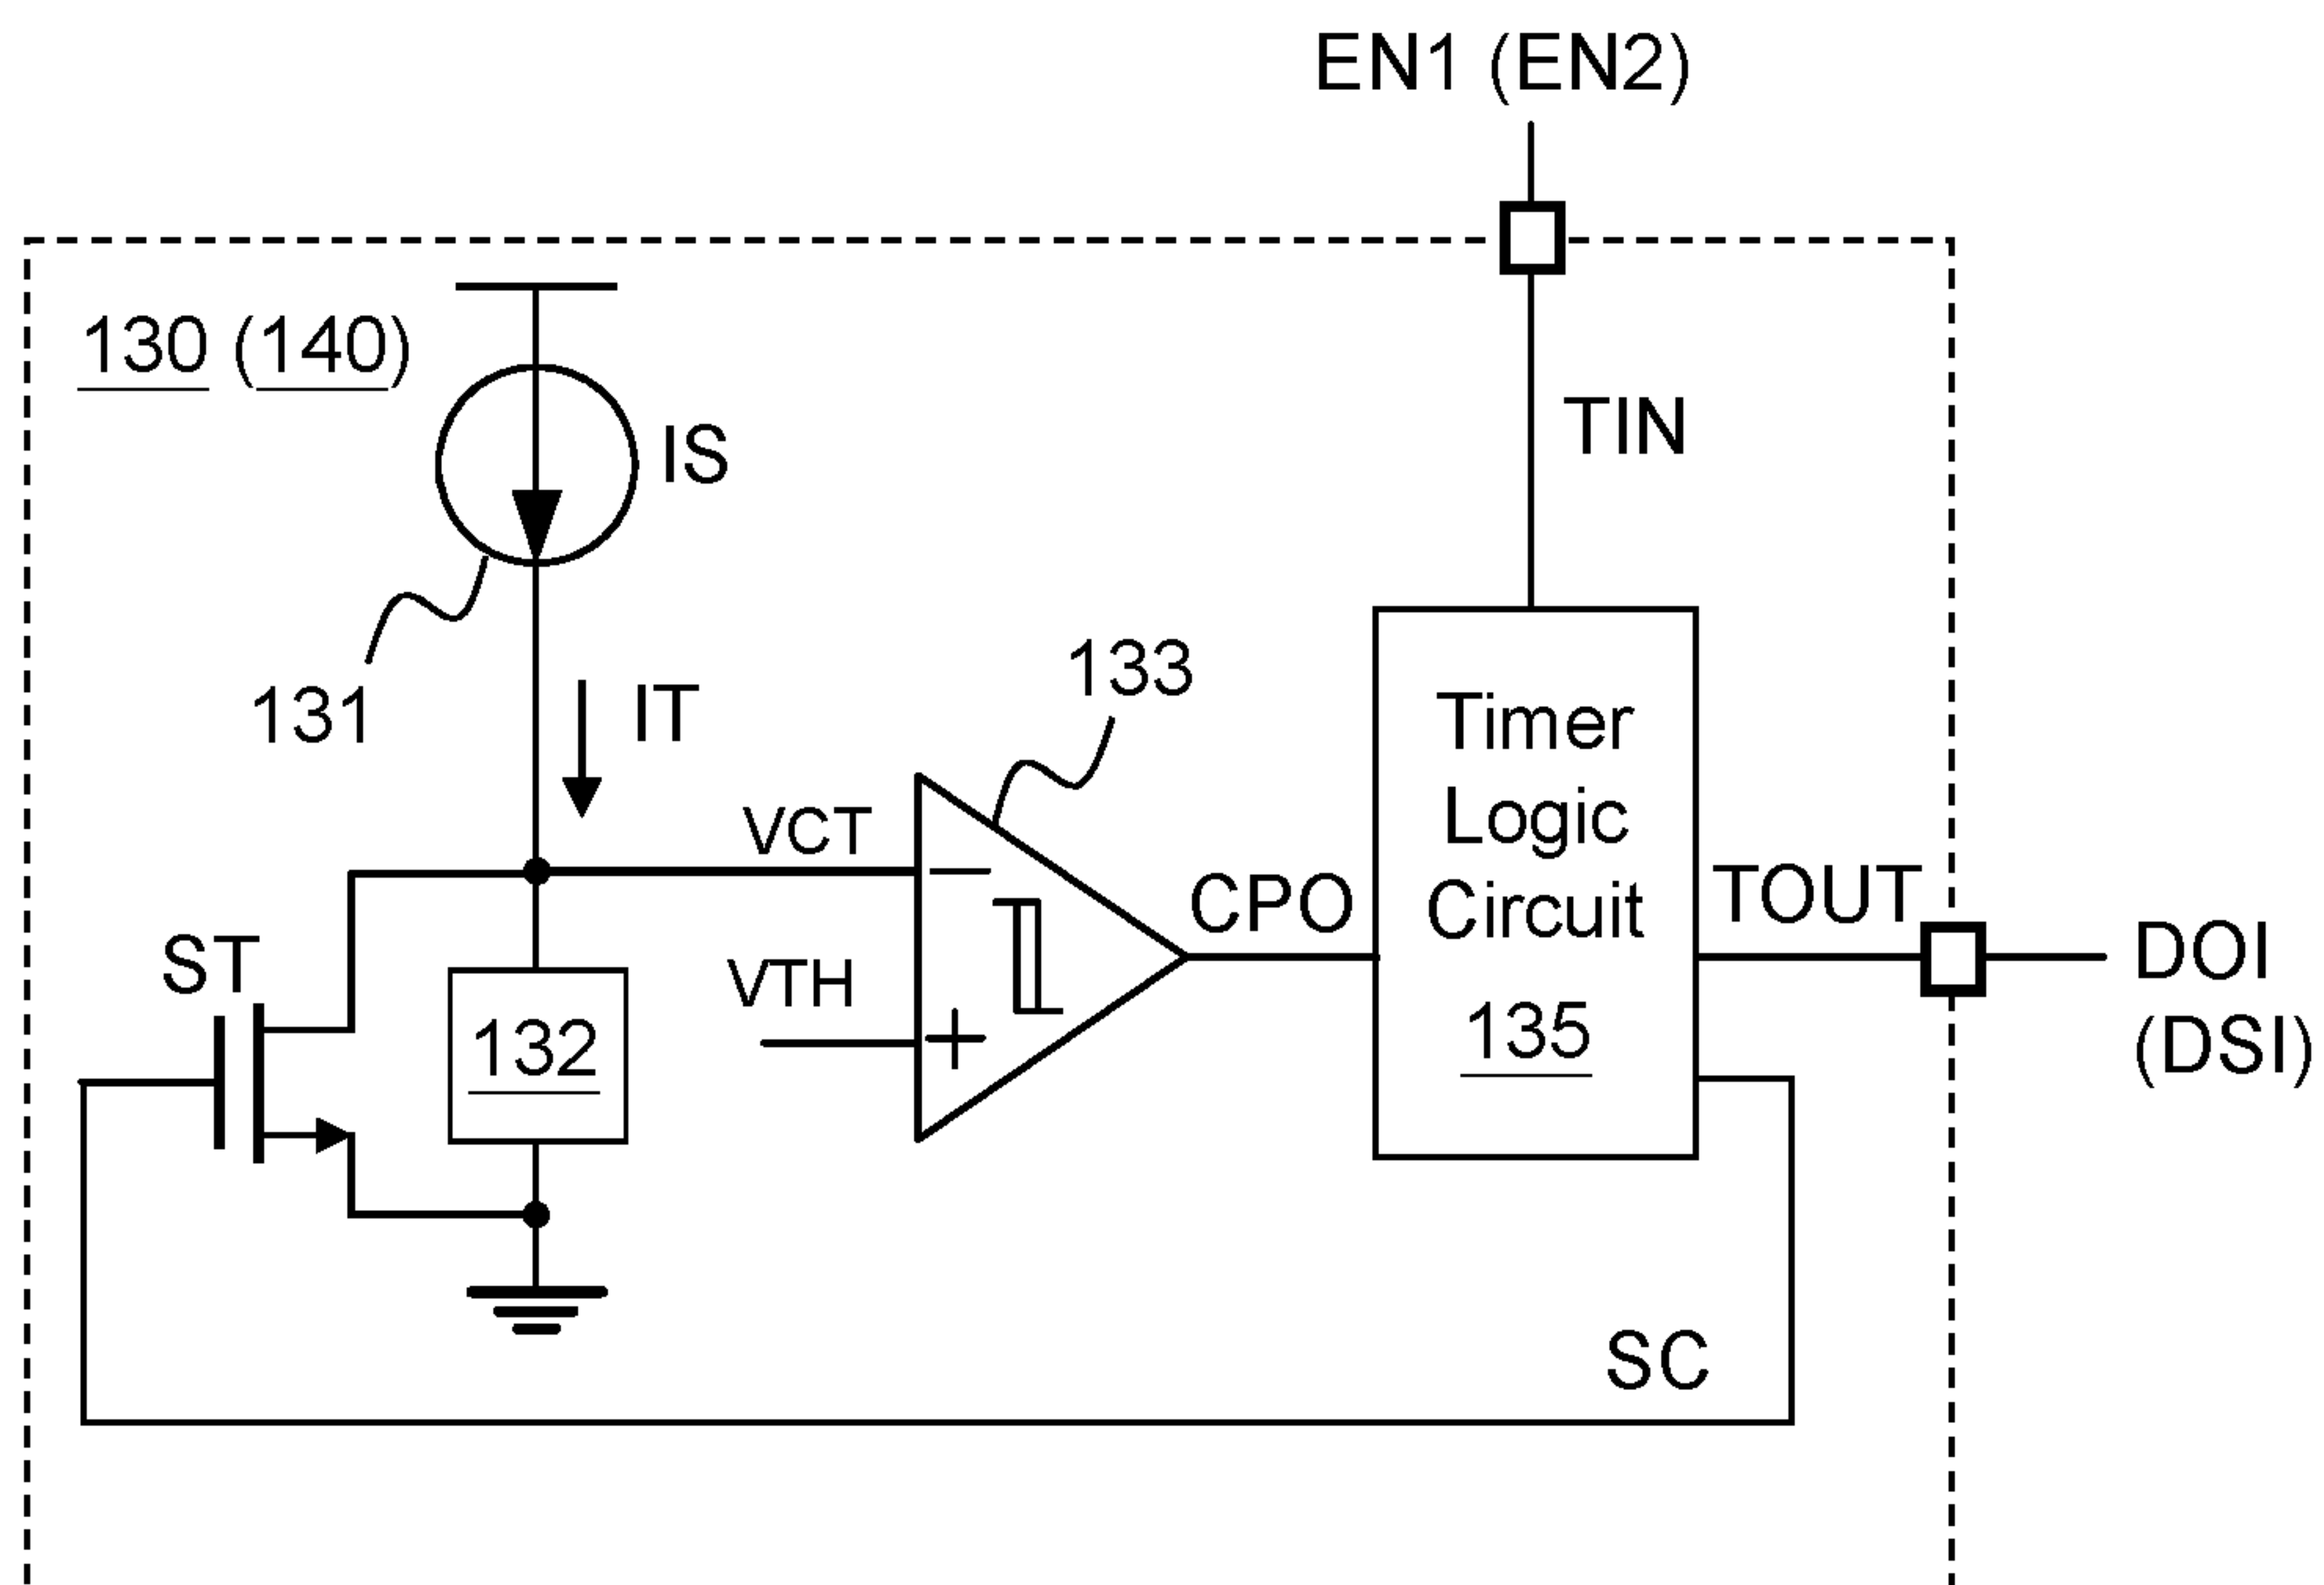 EN1 (EN2)
130 (140)
IS
TIN
131
IT
133
VCT
VTH
CPO
Timer
Logic
Circuit
135
TOUT
DOI
(DSI)
ST
132
SC